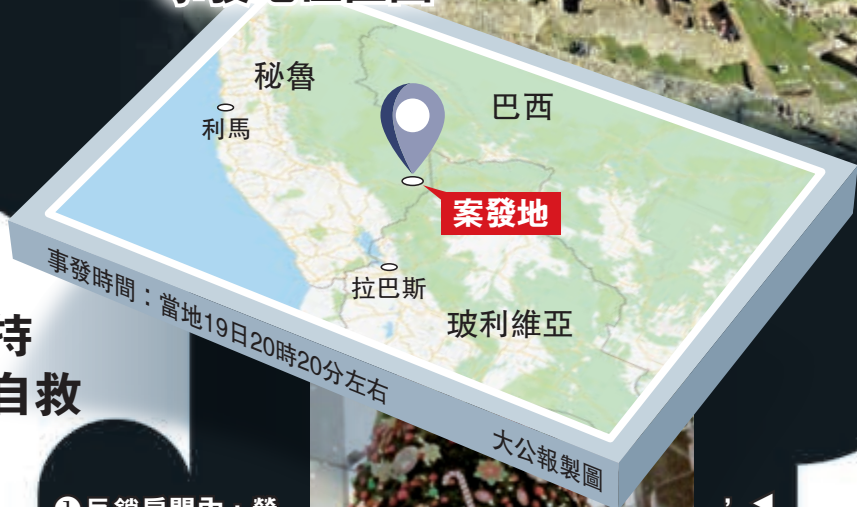 秘魯
巴西
利馬
案發地
拉巴斯
玻利維亞
事發時間：當地19日20時20分左右
大公報製圖
持
自救